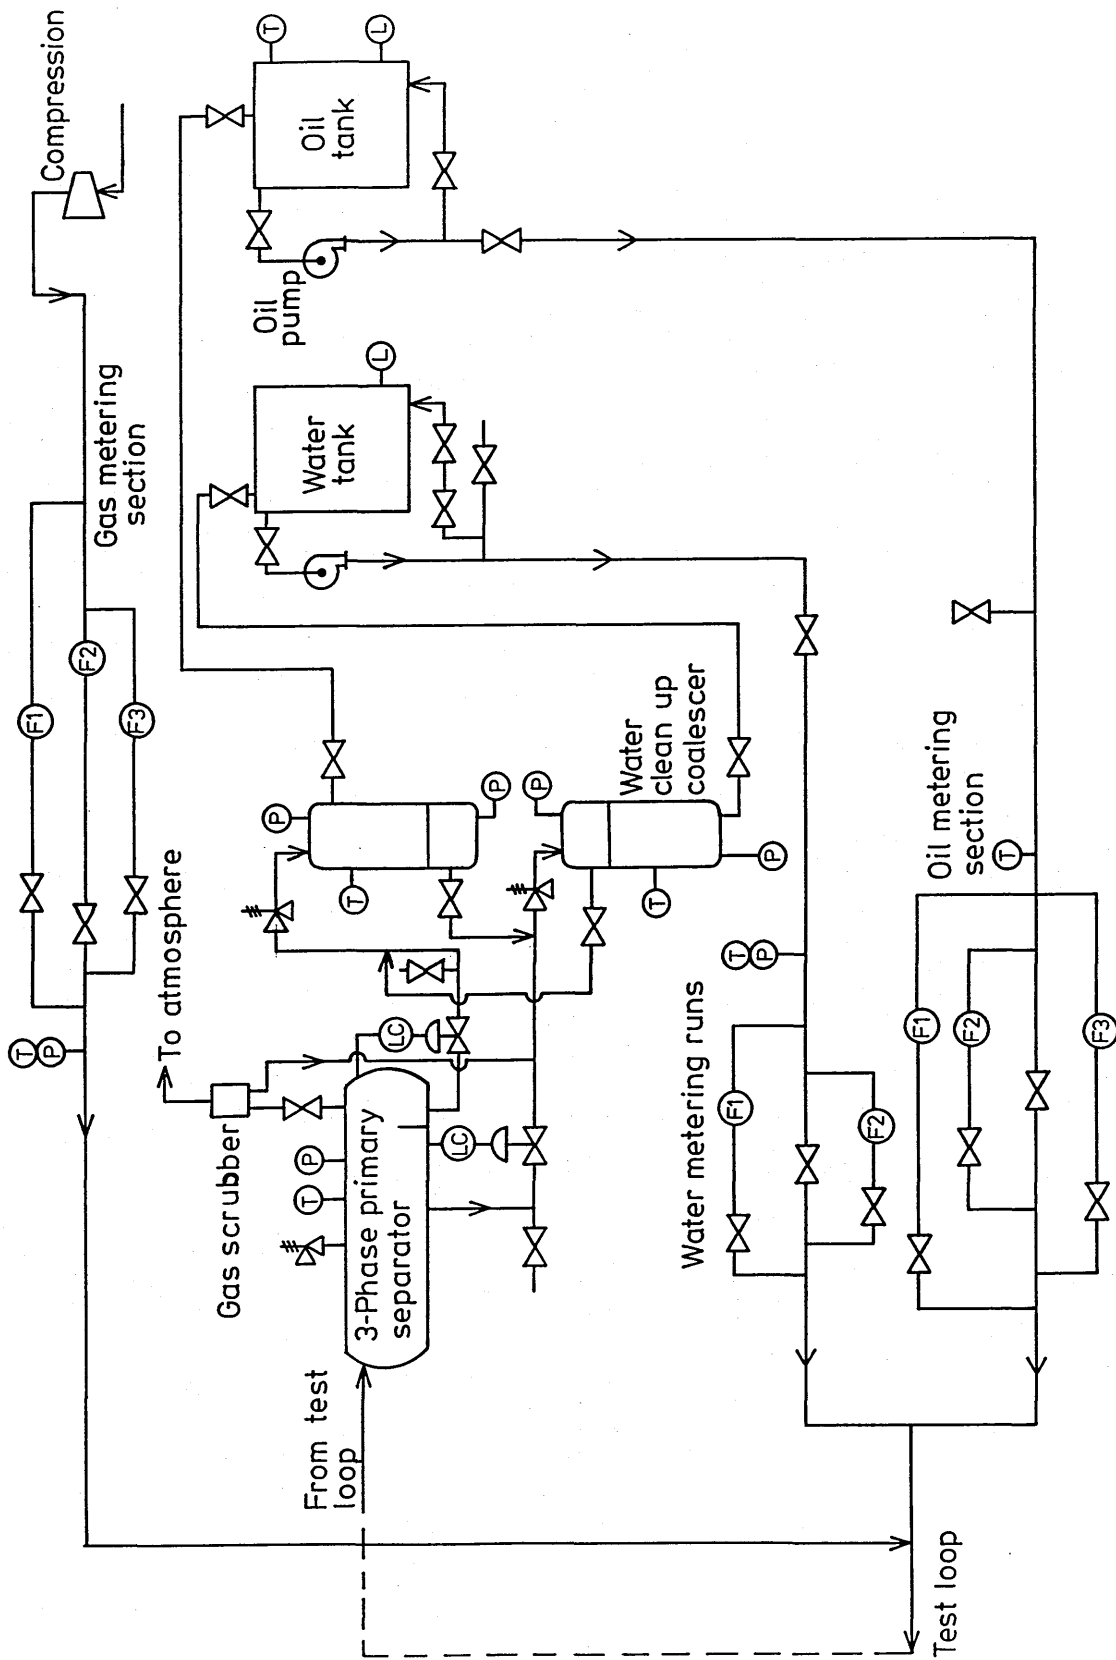 Compression
Gas metering
section
F1
F2
F3
T
P
To atmosphere
Gas scrubber
T
L
Oil
tank
Oil
pump
L
Water
tank
P
P
T
P
P
T
Water
clean up
coalescer
LC
LC
P
T
3-Phase primary
separator
From test
loop
T
P
Water metering runs
F1
F2
Oil metering
section
T
F1
F2
F3
Test loop